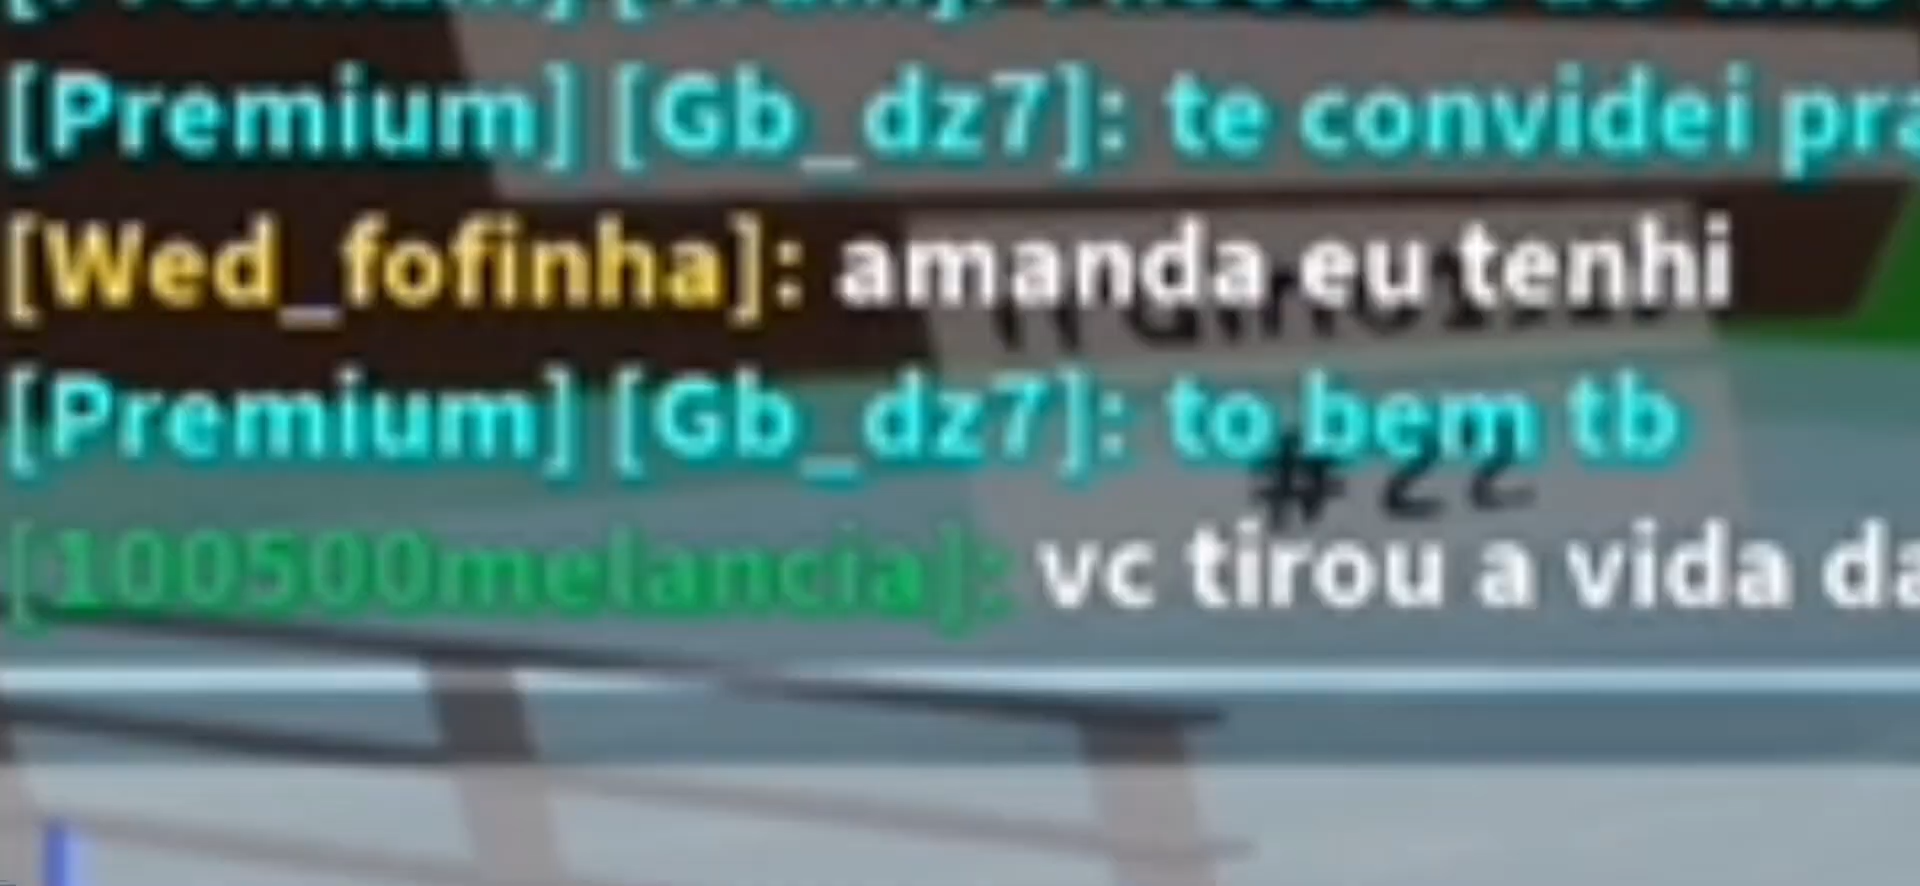 [Premium] [Gb_dz7]: te convidei pra
[Wed_fofinha]: amanda eu tenhi
[Premium] [Gb_dz7]: to bem tb
#22
[100500melancia]: vc tirou a vida da